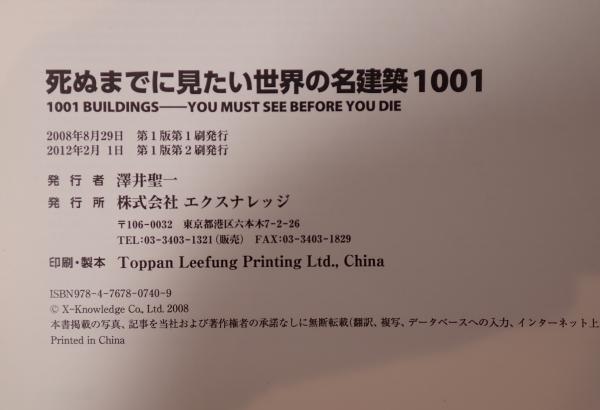 死ぬまでに見たい世界の名建築1001
1001 BUILDINGS——YOU MUST SEE BEFORE YOU DIE
2008年8月29日 第1版第1刷発行
2012年2月 1日 第1版第2刷発行
発行者 澤井聖一
発行所 株式会社 エクスナレッジ
〒106-0032 東京都港区六本木7-2-26
TEL:03-3403-1321(販売) FAX:03-3403-1829
印刷・製本 Toppan Leefung Printing Ltd., China
ISBN978-4-7678-0740-9
© X-Knowledge Co., Ltd. 2008
本書掲載の写真、記事を当社および著作権者の承諾なしに無断転載(翻訳、複写、データベースへの入力、インターネット上
Printed in China